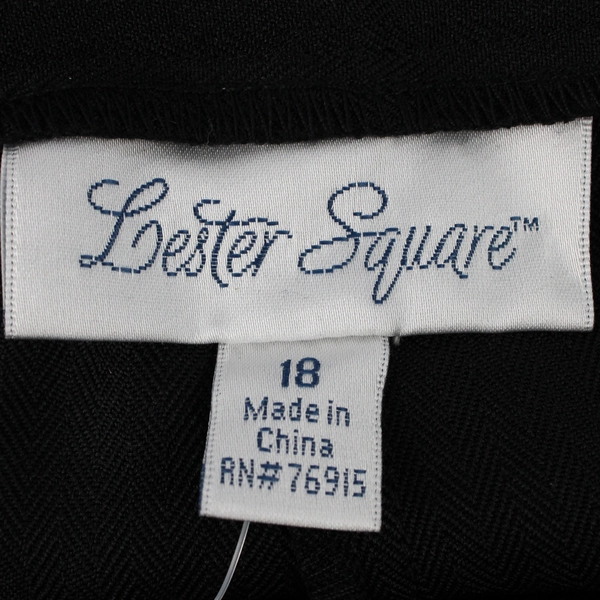 Lester Square™
18
Made in
China
RN#76915